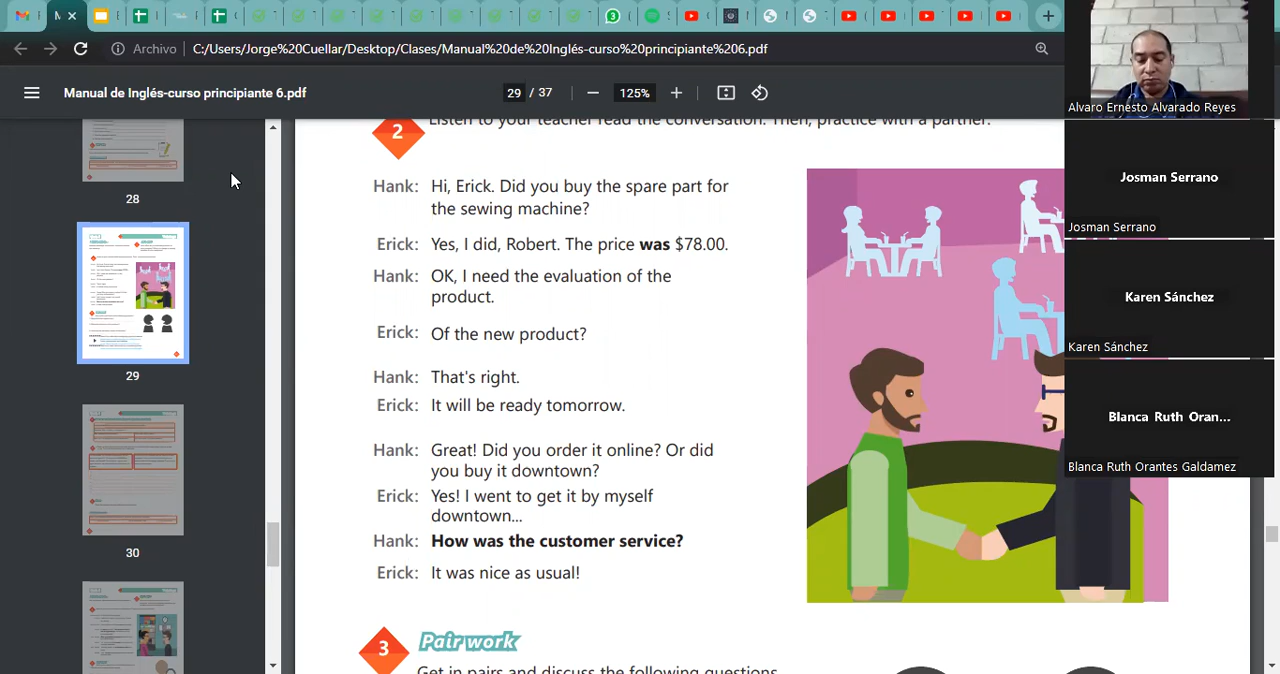 M
3
Archivo
C:/Users/Jorge%20Cuellar/Desktop/Clases/Manual%20de%20Inglés-curso%20principiante%206.pdf
Manual de Inglés-curso principiante 6.pdf
29 / 37
125%
28
29
30
2
Listen to your teacher read the conversation. Then, practice with a partner.
Hank: Hi, Erick. Did you buy the spare part for
the sewing machine?
Erick: Yes, I did, Robert. The price was $78.00.
Hank: OK, I need the evaluation of the
product.
Erick: Of the new product?
Hank: That's right.
Erick: It will be ready tomorrow.
Hank: Great! Did you order it online? Or did
you buy it downtown?
Erick: Yes! I went to get it by myself
downtown...
Hank: How was the customer service?
Erick: It was nice as usual!
3
Pair work
Get in pairs and discuss the following questions
Alvaro Ernesto Alvarado Reyes
Josman Serrano
Josman Serrano
Karen Sánchez
Karen Sánchez
Blanca Ruth Oran...
Blanca Ruth Orantes Galdamez